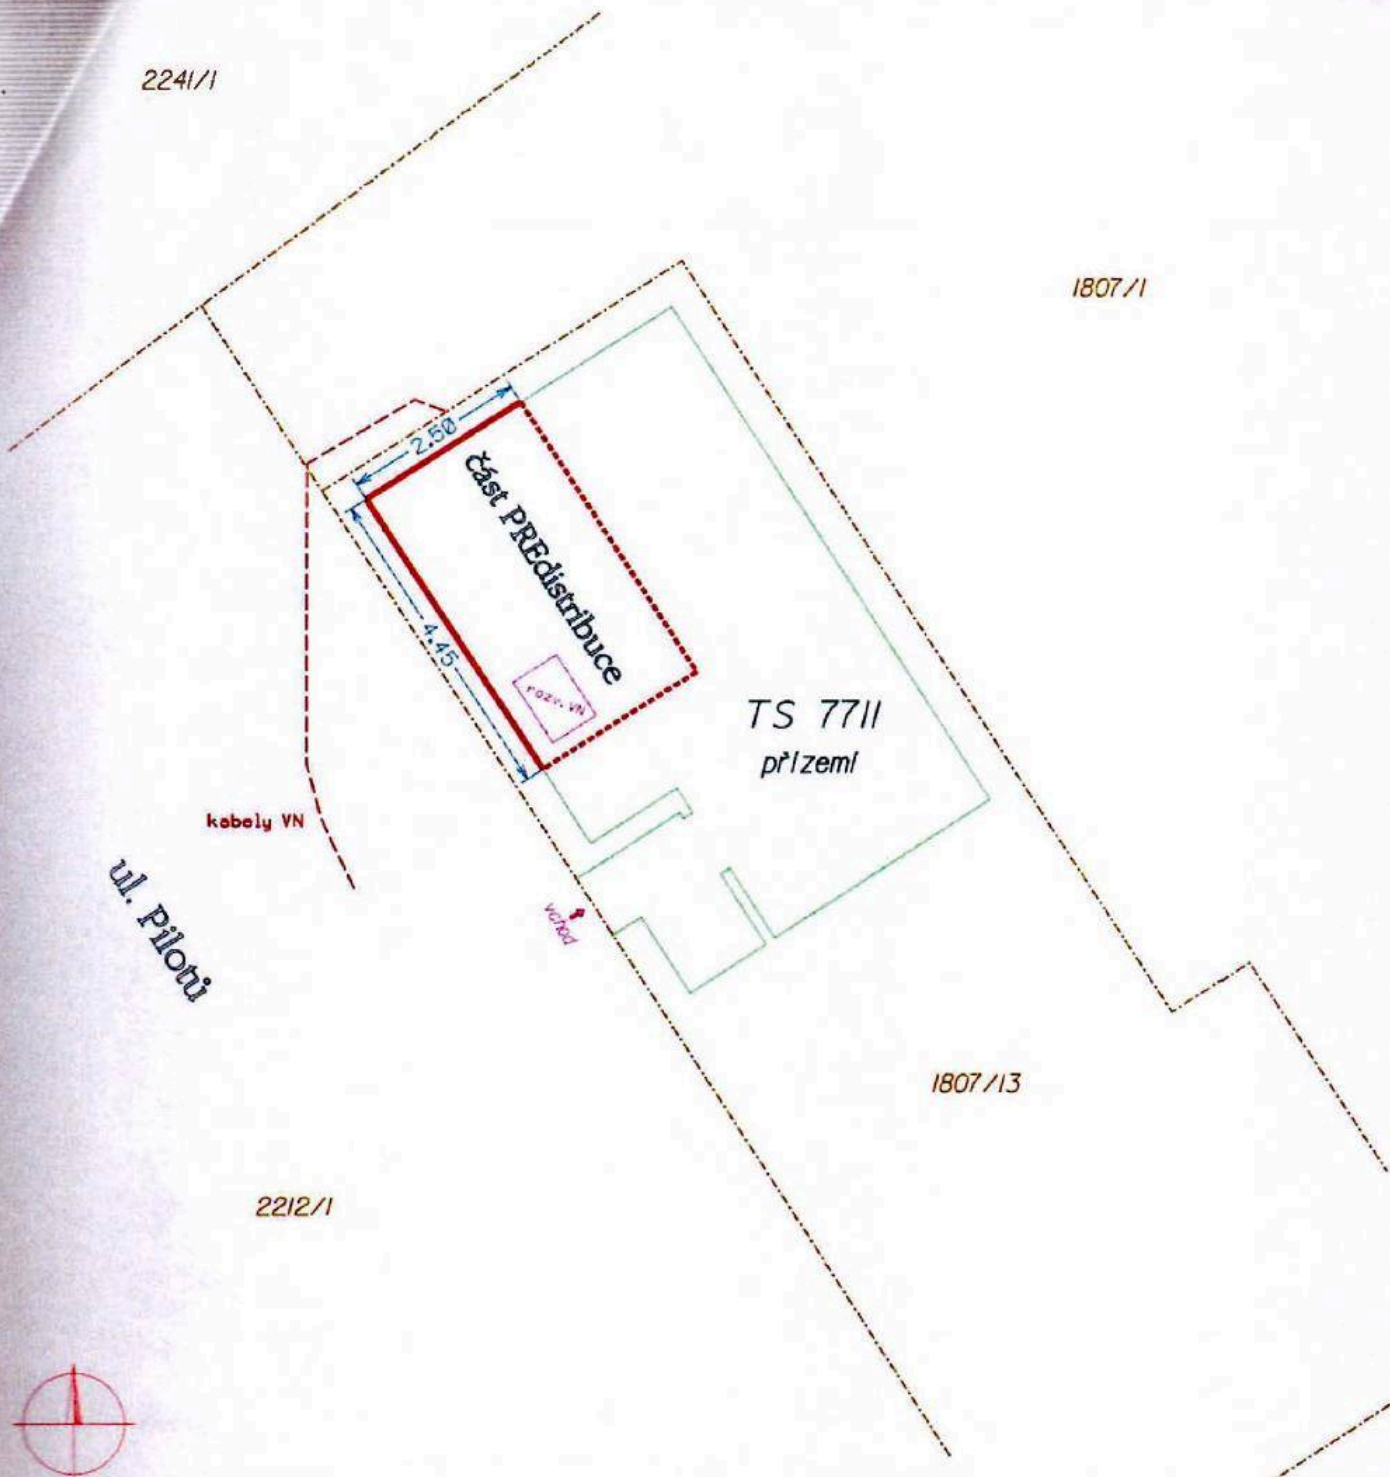 2241/1
1807/1
2.50
část PREdistribuce
4.45
rozv. VN
TS 7711
přízemí
kabely VN
ul. Pilotů
vchod
1807/13
2212/1